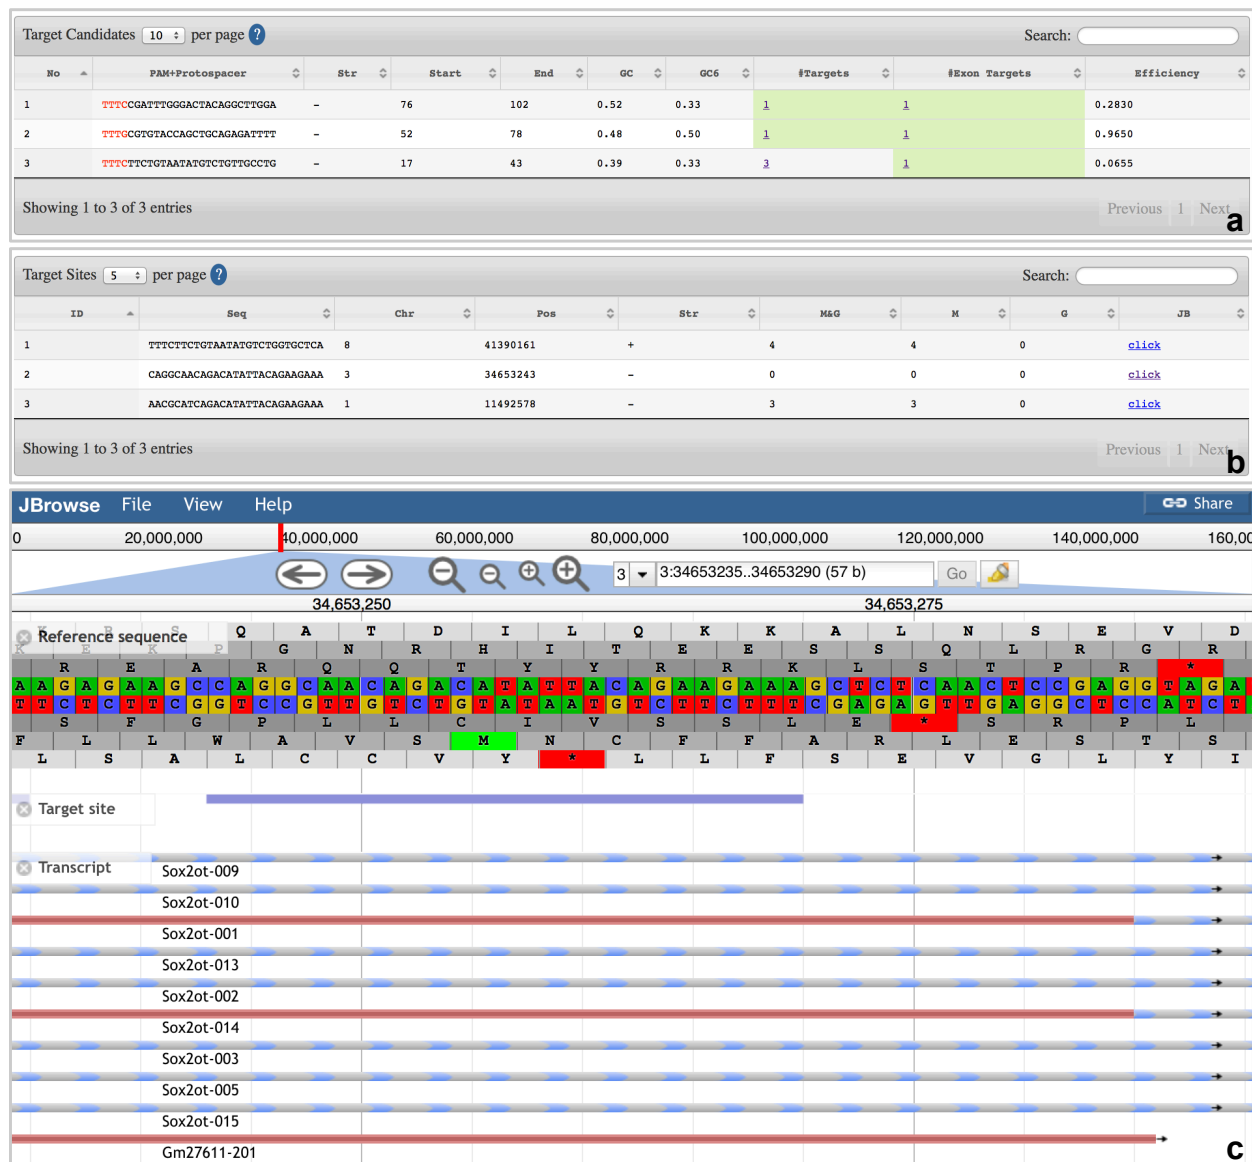 Target Candidates 10 per page ? Search:
No PAM+Protospacer Str Start End GC GC6 #Targets #Exon Targets Efficiency
1 TTTCCGATTTGGGACTACAGGCTTGGA - 76 102 0.52 0.33 1 1 0.2830
2 TTTGCGTGTACCAGCTGCAGAGATTTT - 52 78 0.48 0.50 1 1 0.9650
3 TTTCTTCTGTAATATGTCTGTTGCCTG - 17 43 0.39 0.33 3 1 0.0655
Showing 1 to 3 of 3 entries Previous 1 Next
a
Target Sites 5 per page ? Search:
ID Seq Chr Pos Str M&G M G JB
1 TTTCTTCTGTAATATGTCTGGTGCTCA 8 41390161 + 4 4 0 click
2 CAGGCAACAGACATATTACAGAAGAAA 3 34653243 - 0 0 0 click
3 AACGCATCAGACATATTACAGAAGAAA 1 11492578 - 3 3 0 click
Showing 1 to 3 of 3 entries Previous 1 Next
b
JBrowse File View Help Share
0 20,000,000 40,000,000 60,000,000 80,000,000 100,000,000 120,000,000 140,000,000 160,00
3 3:34653235..34653290 (57 b) Go
34,653,250 34,653,275
Reference sequence
Q A T D I L Q K K A L N S E V D
K E K P G N R H I T E E S S Q L R G R
R E A R Q Q T Y Y R R K L S T P R *
A A G A G A A G C C A G G C A A C A G A C A T A T T A C A G A A G A A A G C T C T C A A C T C C G A G G T A G A
T T C T C T T C G G T C C G T T G T C T G T A T A A T G T C T T C T T T C G A G A G T T G A G G C T C C A T C T
S F G P L L C I V S S L E * S R P L
F L L W A V S M N C F F A R L E S T S
L S A L C C V Y * L L F S E V G L Y I
Target site
Transcript
Sox2ot-009
Sox2ot-010
Sox2ot-001
Sox2ot-013
Sox2ot-002
Sox2ot-014
Sox2ot-003
Sox2ot-005
Sox2ot-015
Gm27611-201
c